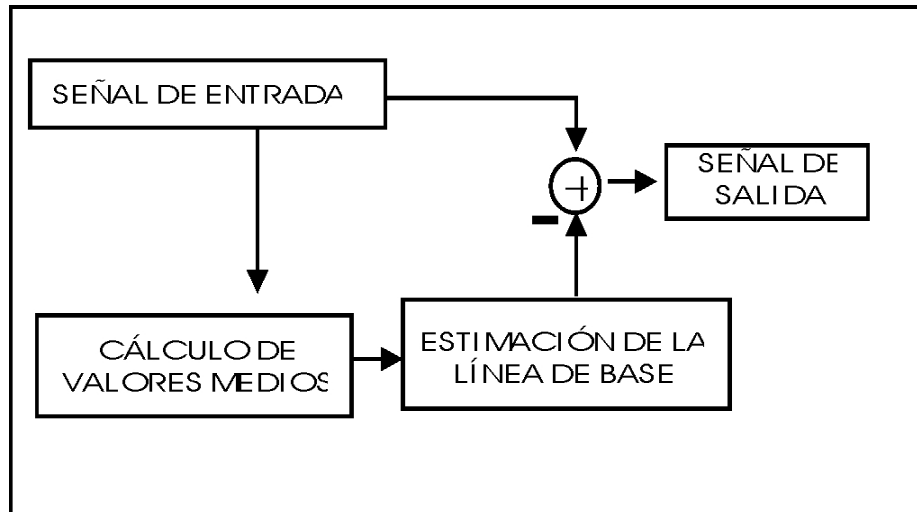 SEÑAL DE ENTRADA
SEÑAL DE
SALIDA
+
-
CÁLCULO DE
VALORES MEDIOS
ESTIMACIÓN DE LA
LÍNEA DE BASE